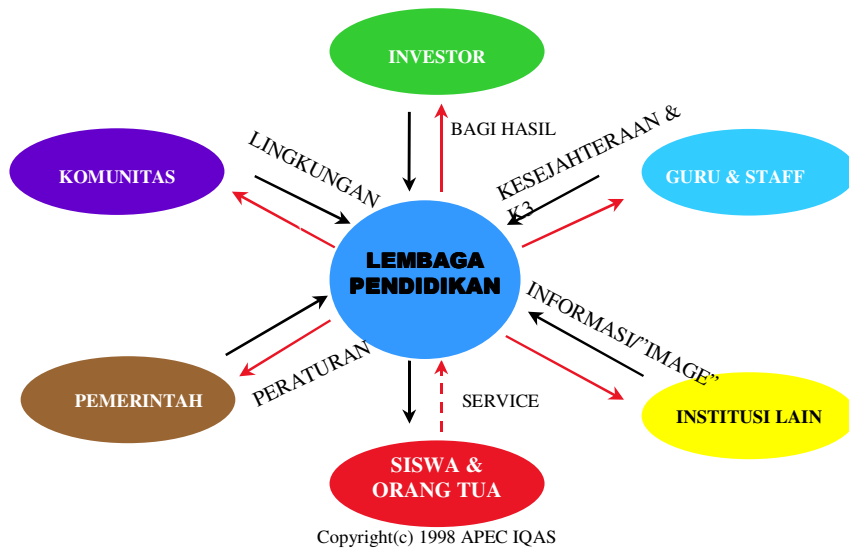 INVESTOR
BAGI HASIL
LINGKUNGAN
KESEJAHTERAAN &
K3
KOMUNITAS
GURU & STAFF
LEMBAGA
PENDIDIKAN
INFORMASI/”IMAGE”
PERATURAN
PEMERINTAH
SERVICE
INSTITUSI LAIN
SISWA &
ORANG TUA
Copyright(c) 1998 APEC IQAS